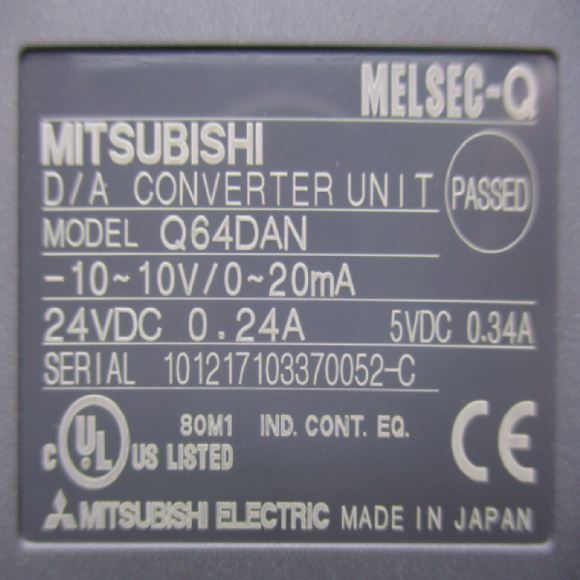 MELSEC-Q
MITSUBISHI
D/A CONVERTER UNIT
PASSED
MODEL Q64DAN
-10~10V/0~20mA
24VDC 0.24A 5VDC 0.34A
SERIAL 101217103370052-C
C UL US LISTED 80M1 IND. CONT. EQ. CE
MITSUBISHI ELECTRIC MADE IN JAPAN